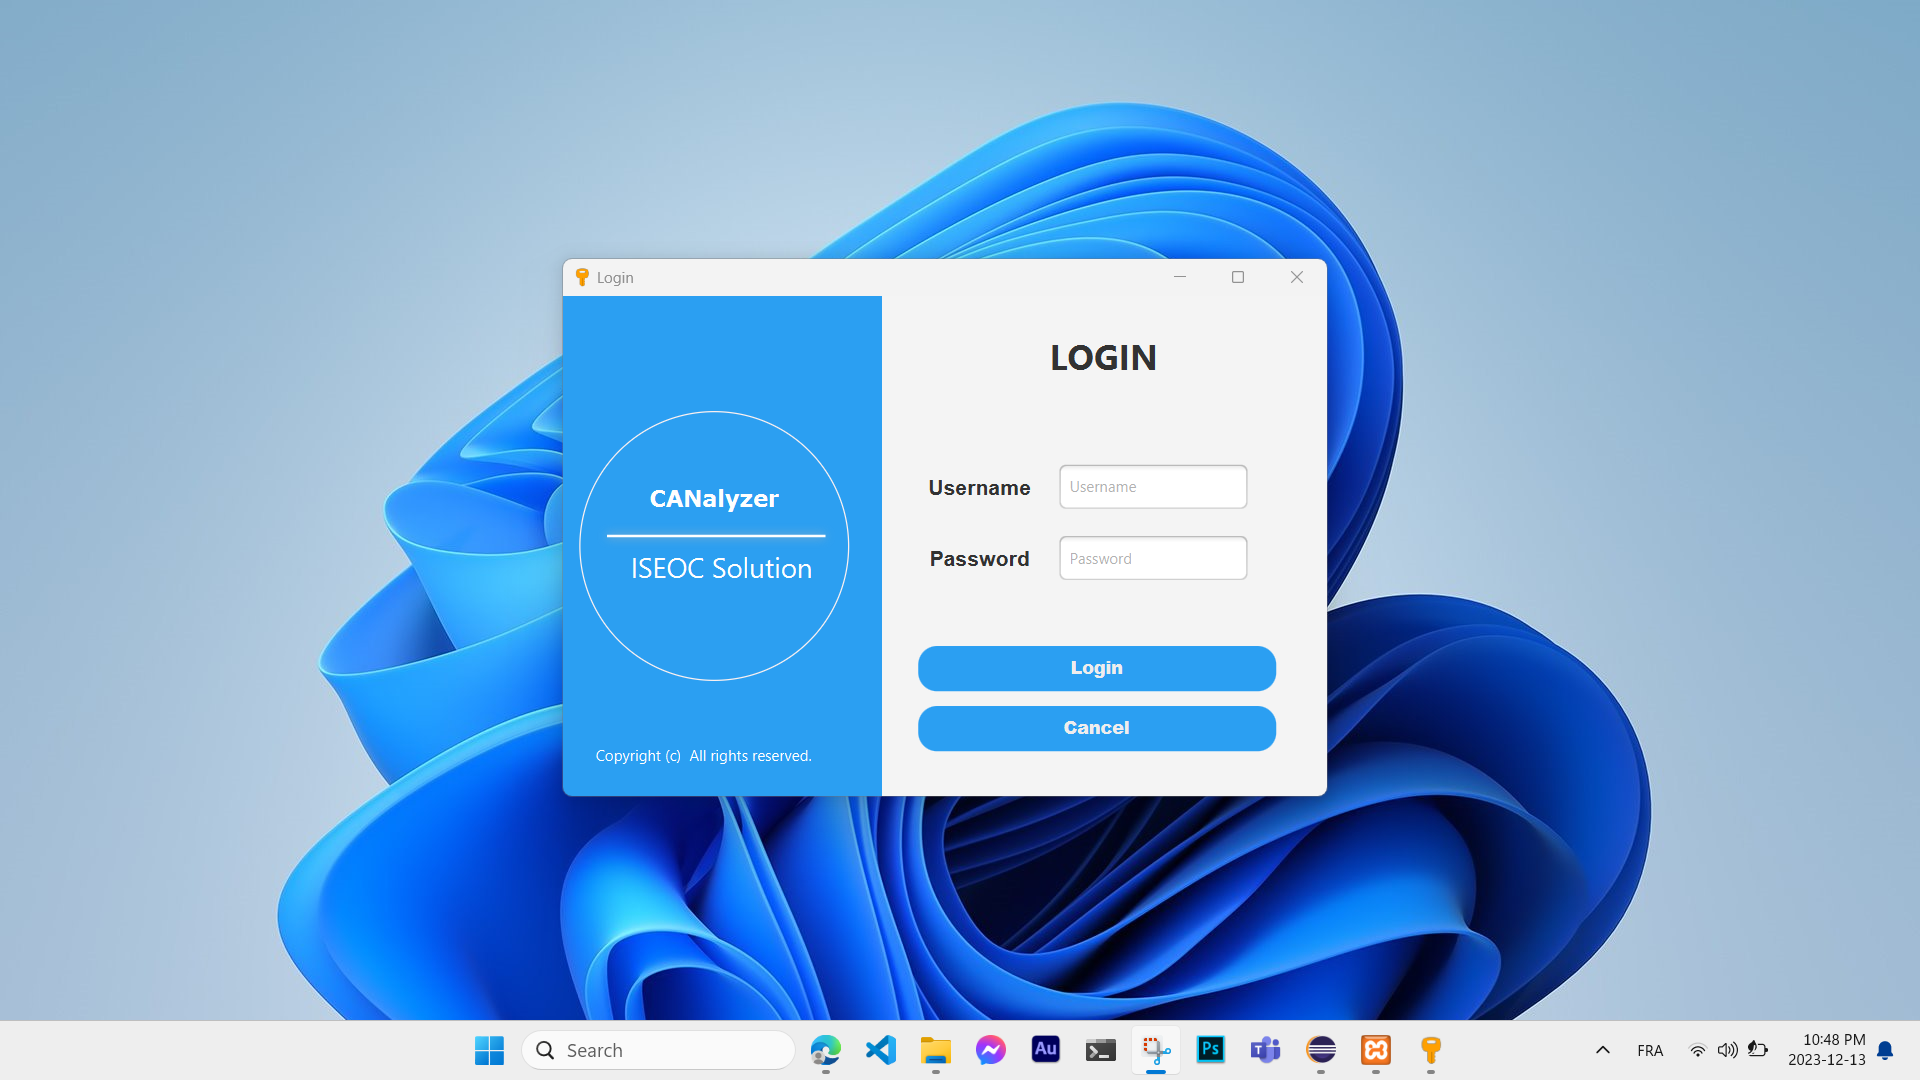 Login
LOGIN
CANalyzer
ISEOC Solution
Username
Username
Password
Password
Login
Cancel
Copyright (c)  All rights reserved.
Search
Au
Ps
T
FRA
10:48 PM
2023-12-13